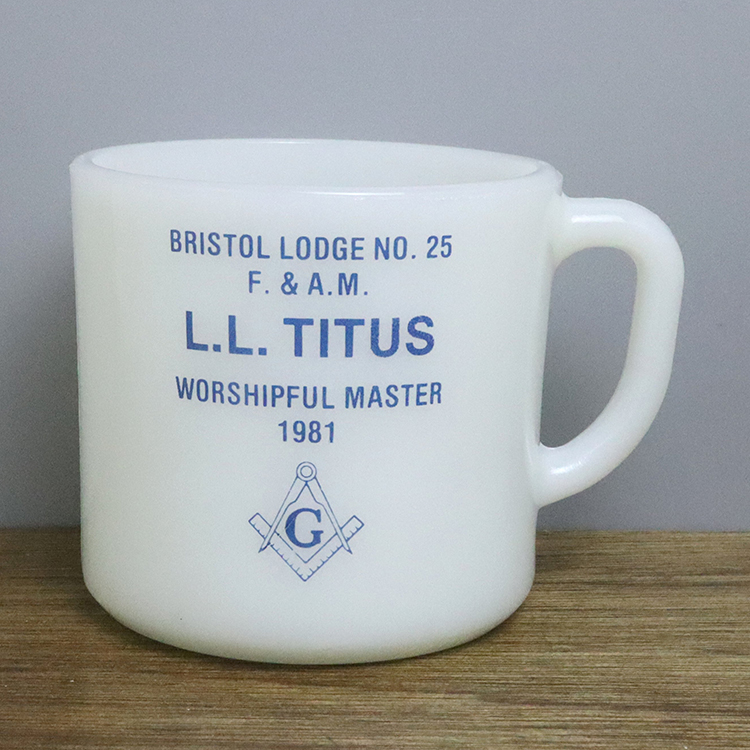 BRISTOL LODGE NO. 25
F. & A.M.
L.L. TITUS
WORSHIPFUL MASTER
1981
G